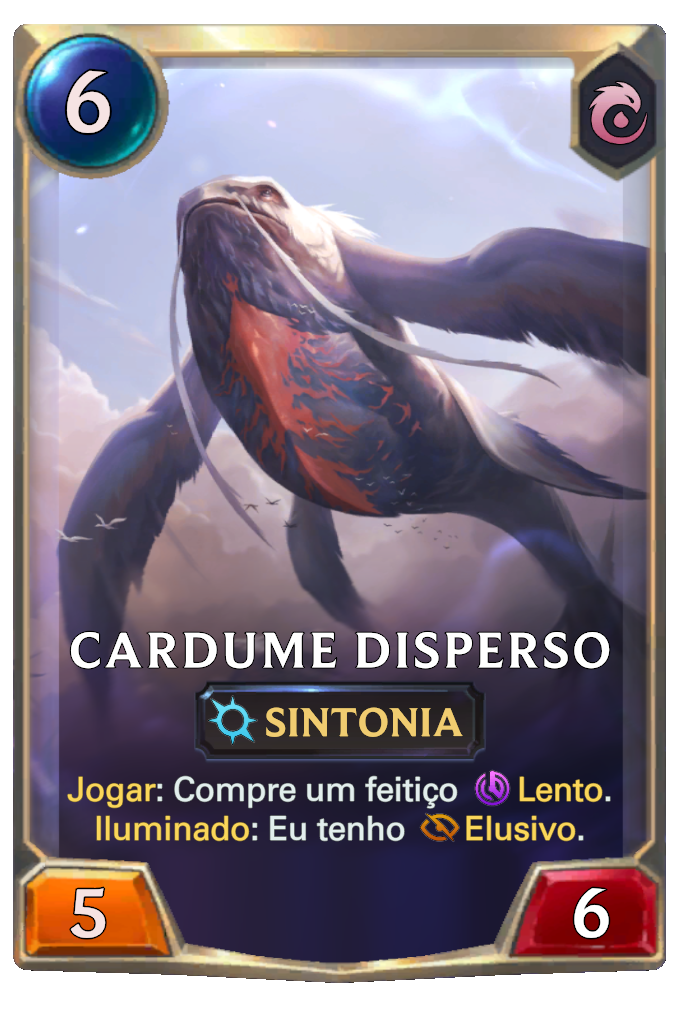 6
CARDUME DISPERSO
SINTONIA
Jogar: Compre um feitiço Lento.
Iluminado: Eu tenho Elusivo.
5
6